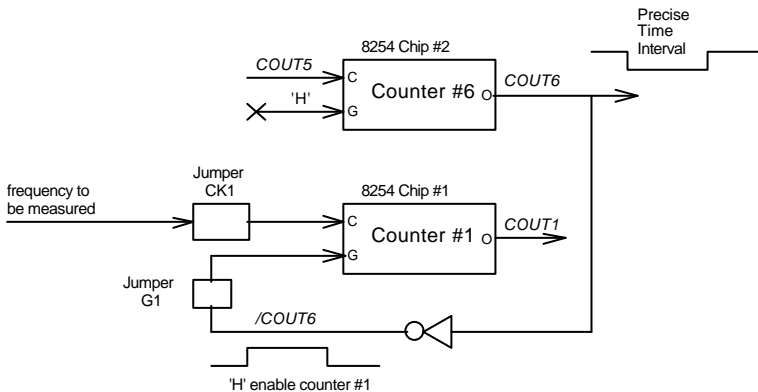 Precise
Time
Interval
8254 Chip #2
COUT5
C
Counter #6
O
COUT6
'H'
G
8254 Chip #1
Jumper
CK1
frequency to
be measured
C
Counter #1
O
COUT1
G
Jumper
G1
/COUT6
'H' enable counter #1